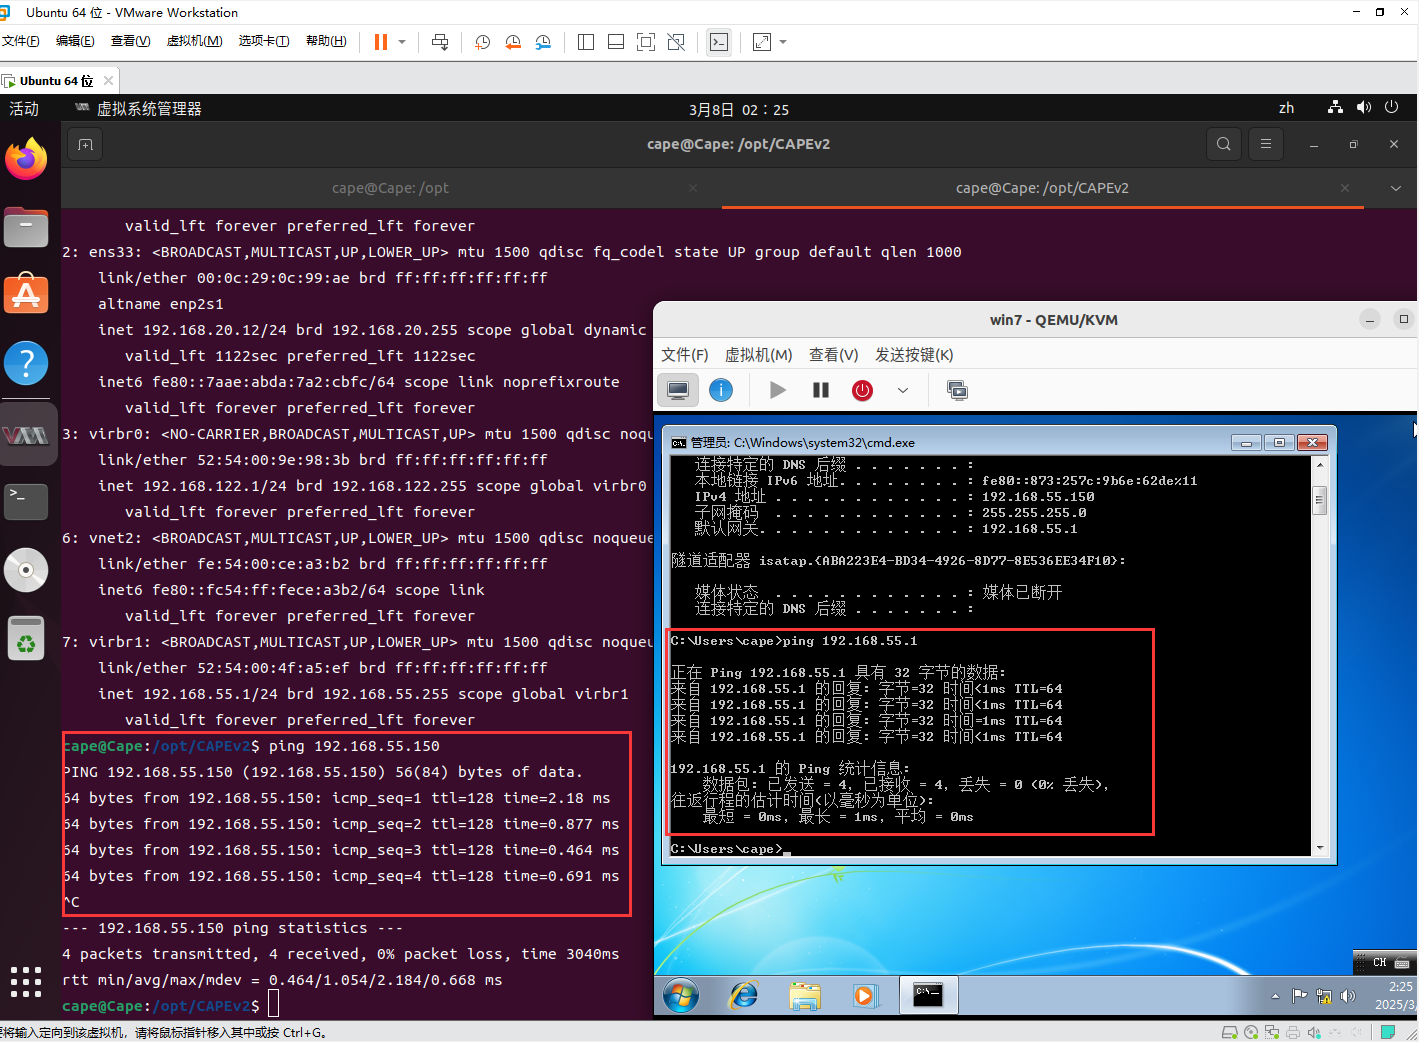 Ubuntu 64 位 - VMware Workstation
文件(F) 编辑(E) 查看(V) 虚拟机(M) 选项卡(T) 帮助(H)
Ubuntu 64 位
活动 虚拟系统管理器 3月8日 02：25 zh
cape@Cape: /opt/CAPEv2
cape@Cape: /opt cape@Cape: /opt/CAPEv2
valid_lft forever preferred_lft forever
2: ens33: <BROADCAST,MULTICAST,UP,LOWER_UP> mtu 1500 qdisc fq_codel state UP group default qlen 1000
link/ether 00:0c:29:0c:99:ae brd ff:ff:ff:ff:ff:ff
altname enp2s1
inet 192.168.20.12/24 brd 192.168.20.255 scope global dynamic
valid_lft 1122sec preferred_lft 1122sec
inet6 fe80::7aae:abda:7a2:cbfc/64 scope link noprefixroute
valid_lft forever preferred_lft forever
3: virbr0: <NO-CARRIER,BROADCAST,MULTICAST,UP> mtu 1500 qdisc noqu
link/ether 52:54:00:9e:98:3b brd ff:ff:ff:ff:ff:ff
inet 192.168.122.1/24 brd 192.168.122.255 scope global virbr0
valid_lft forever preferred_lft forever
6: vnet2: <BROADCAST,MULTICAST,UP,LOWER_UP> mtu 1500 qdisc noqueue
link/ether fe:54:00:ce:a3:b2 brd ff:ff:ff:ff:ff:ff
inet6 fe80::fc54:ff:fece:a3b2/64 scope link
valid_lft forever preferred_lft forever
7: virbr1: <BROADCAST,MULTICAST,UP,LOWER_UP> mtu 1500 qdisc noqueu
link/ether 52:54:00:4f:a5:ef brd ff:ff:ff:ff:ff:ff
inet 192.168.55.1/24 brd 192.168.55.255 scope global virbr1
valid_lft forever preferred_lft forever
cape@Cape:/opt/CAPEv2$ ping 192.168.55.150
PING 192.168.55.150 (192.168.55.150) 56(84) bytes of data.
64 bytes from 192.168.55.150: icmp_seq=1 ttl=128 time=2.18 ms
64 bytes from 192.168.55.150: icmp_seq=2 ttl=128 time=0.877 ms
64 bytes from 192.168.55.150: icmp_seq=3 ttl=128 time=0.464 ms
64 bytes from 192.168.55.150: icmp_seq=4 ttl=128 time=0.691 ms
^C
--- 192.168.55.150 ping statistics ---
4 packets transmitted, 4 received, 0% packet loss, time 3040ms
rtt min/avg/max/mdev = 0.464/1.054/2.184/0.668 ms
cape@Cape:/opt/CAPEv2$
win7 - QEMU/KVM
文件(F) 虚拟机(M) 查看(V) 发送按键(K)
管理员: C:\Windows\system32\cmd.exe
连接特定的 DNS 后缀 . . . . . . . :
本地链接 IPv6 地址. . . . . . . . : fe80::873:257c:9b6e:62de%11
IPv4 地址 . . . . . . . . . . . . : 192.168.55.150
子网掩码 . . . . . . . . . . . . : 255.255.255.0
默认网关. . . . . . . . . . . . . : 192.168.55.1
隧道适配器 isatap.{ABA223E4-BD34-4926-8D77-8E536EE34F10}:
媒体状态 . . . . . . . . . . . . : 媒体已断开
连接特定的 DNS 后缀 . . . . . . . :
C:\Users\cape>ping 192.168.55.1
正在 Ping 192.168.55.1 具有 32 字节的数据:
来自 192.168.55.1 的回复: 字节=32 时间<1ms TTL=64
来自 192.168.55.1 的回复: 字节=32 时间<1ms TTL=64
来自 192.168.55.1 的回复: 字节=32 时间=1ms TTL=64
来自 192.168.55.1 的回复: 字节=32 时间<1ms TTL=64
192.168.55.1 的 Ping 统计信息:
数据包: 已发送 = 4，已接收 = 4，丢失 = 0 (0% 丢失)，
往返行程的估计时间(以毫秒为单位):
最短 = 0ms，最长 = 1ms，平均 = 0ms
C:\Users\cape>
CH
2:25
2025/3/
要将输入定向到该虚拟机，请将鼠标指针移入其中或按 Ctrl+G。